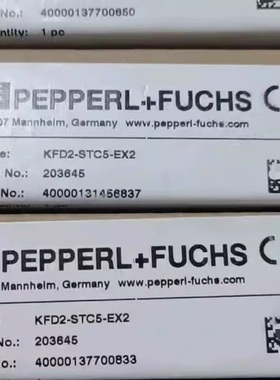 No.: 40000137700650
ntity: 1 pc
PEPPERL+FUCHS
07 Mannheim, Germany www.pepperl-fuchs.com
e: KFD2-STC5-EX2
No.: 203645
.: 40000131456837
PEPPERL+FUCHS
Mannheim, Germany www.pepperl-fuchs.com
KFD2-STC5-EX2
o.: 203645
o.: 40000137700833